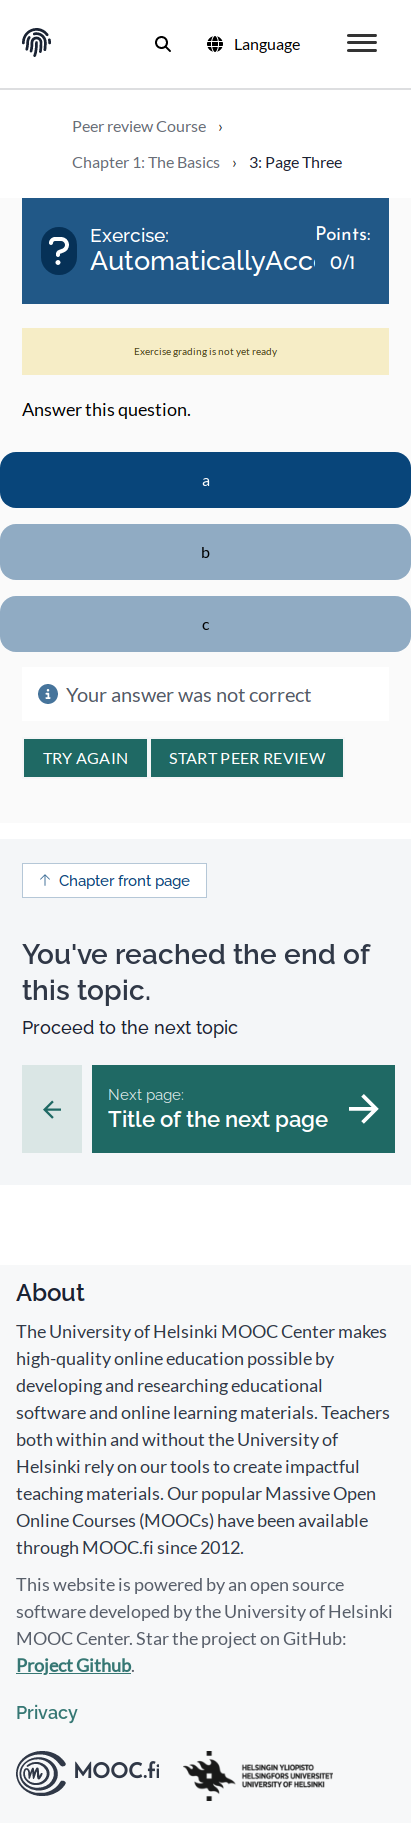 Language
Peer review Course ›
Chapter 1: The Basics › 3: Page Three
Exercise:
Points:
AutomaticallyAcc
0/1
Exercise grading is not yet ready
Answer this question.
a
b
c
Your answer was not correct
TRY AGAIN START PEER REVIEW
Chapter front page
You've reached the end of
this topic.
Proceed to the next topic
Next page:
Title of the next page
About
The University of Helsinki MOOC Center makes
high-quality online education possible by
developing and researching educational
software and online learning materials. Teachers
both within and without the University of
Helsinki rely on our tools to create impactful
teaching materials. Our popular Massive Open
Online Courses (MOOCs) have been available
through MOOC.fi since 2012.
This website is powered by an open source
software developed by the University of Helsinki
MOOC Center. Star the project on GitHub:
Project Github.
Privacy
MOOC.fi
HELSINGIN YLIOPISTO
HELSINGFORS UNIVERSITET
UNIVERSITY OF HELSINKI